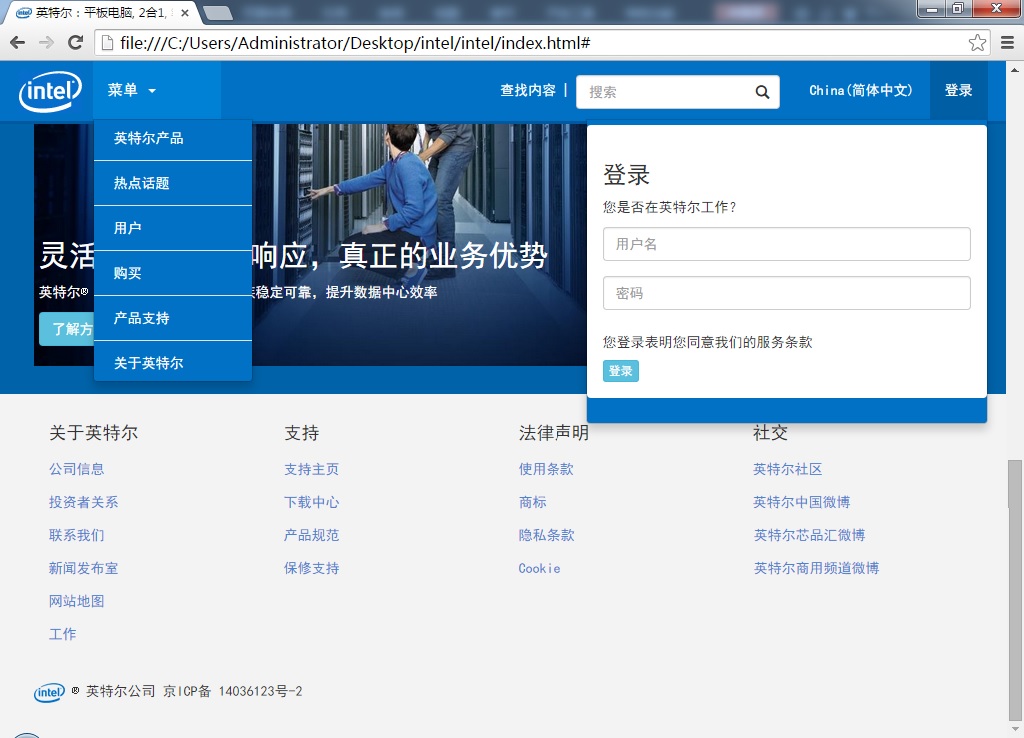 英特尔：平板电脑, 2合1,
file:///C:/Users/Administrator/Desktop/intel/intel/index.html#
intel 菜单 查找内容 | 搜索 China(简体中文) 登录
英特尔产品
热点话题
用户
购买
产品支持
关于英特尔
灵活 响应，真正的业务优势
英特尔® 稳定可靠，提升数据中心效率
了解方
登录
您是否在英特尔工作?
用户名
密码
您登录表明您同意我们的服务条款
登录
关于英特尔 支持 法律声明 社交
公司信息 支持主页 使用条款 英特尔社区
投资者关系 下载中心 商标 英特尔中国微博
联系我们 产品规范 隐私条款 英特尔芯品汇微博
新闻发布室 保修支持 Cookie 英特尔商用频道微博
网站地图
工作
intel ® 英特尔公司 京ICP备 14036123号-2